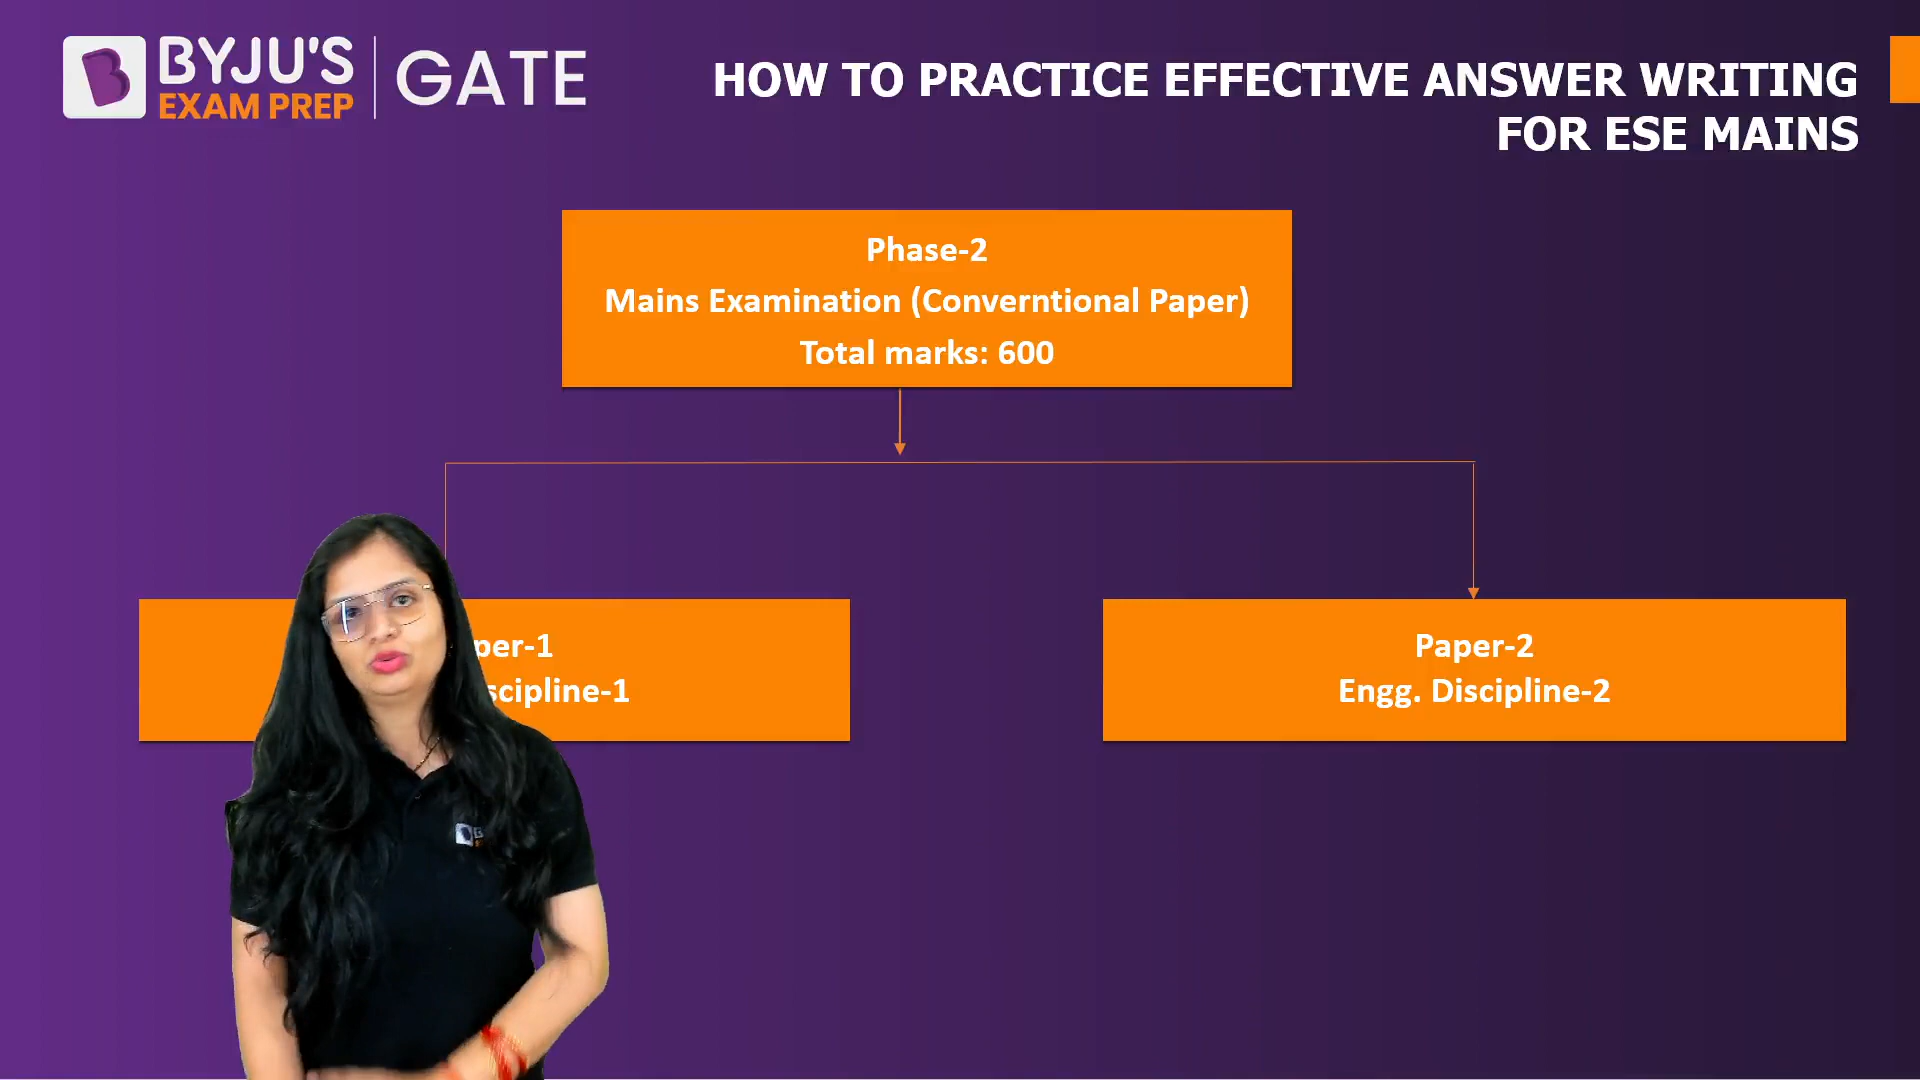 BYJU'S
EXAM PREP
GATE
HOW TO PRACTICE EFFECTIVE ANSWER WRITING
FOR ESE MAINS
Phase-2
Mains Examination (Converntional Paper)
Total marks: 600
per-1
scipline-1
Paper-2
Engg. Discipline-2